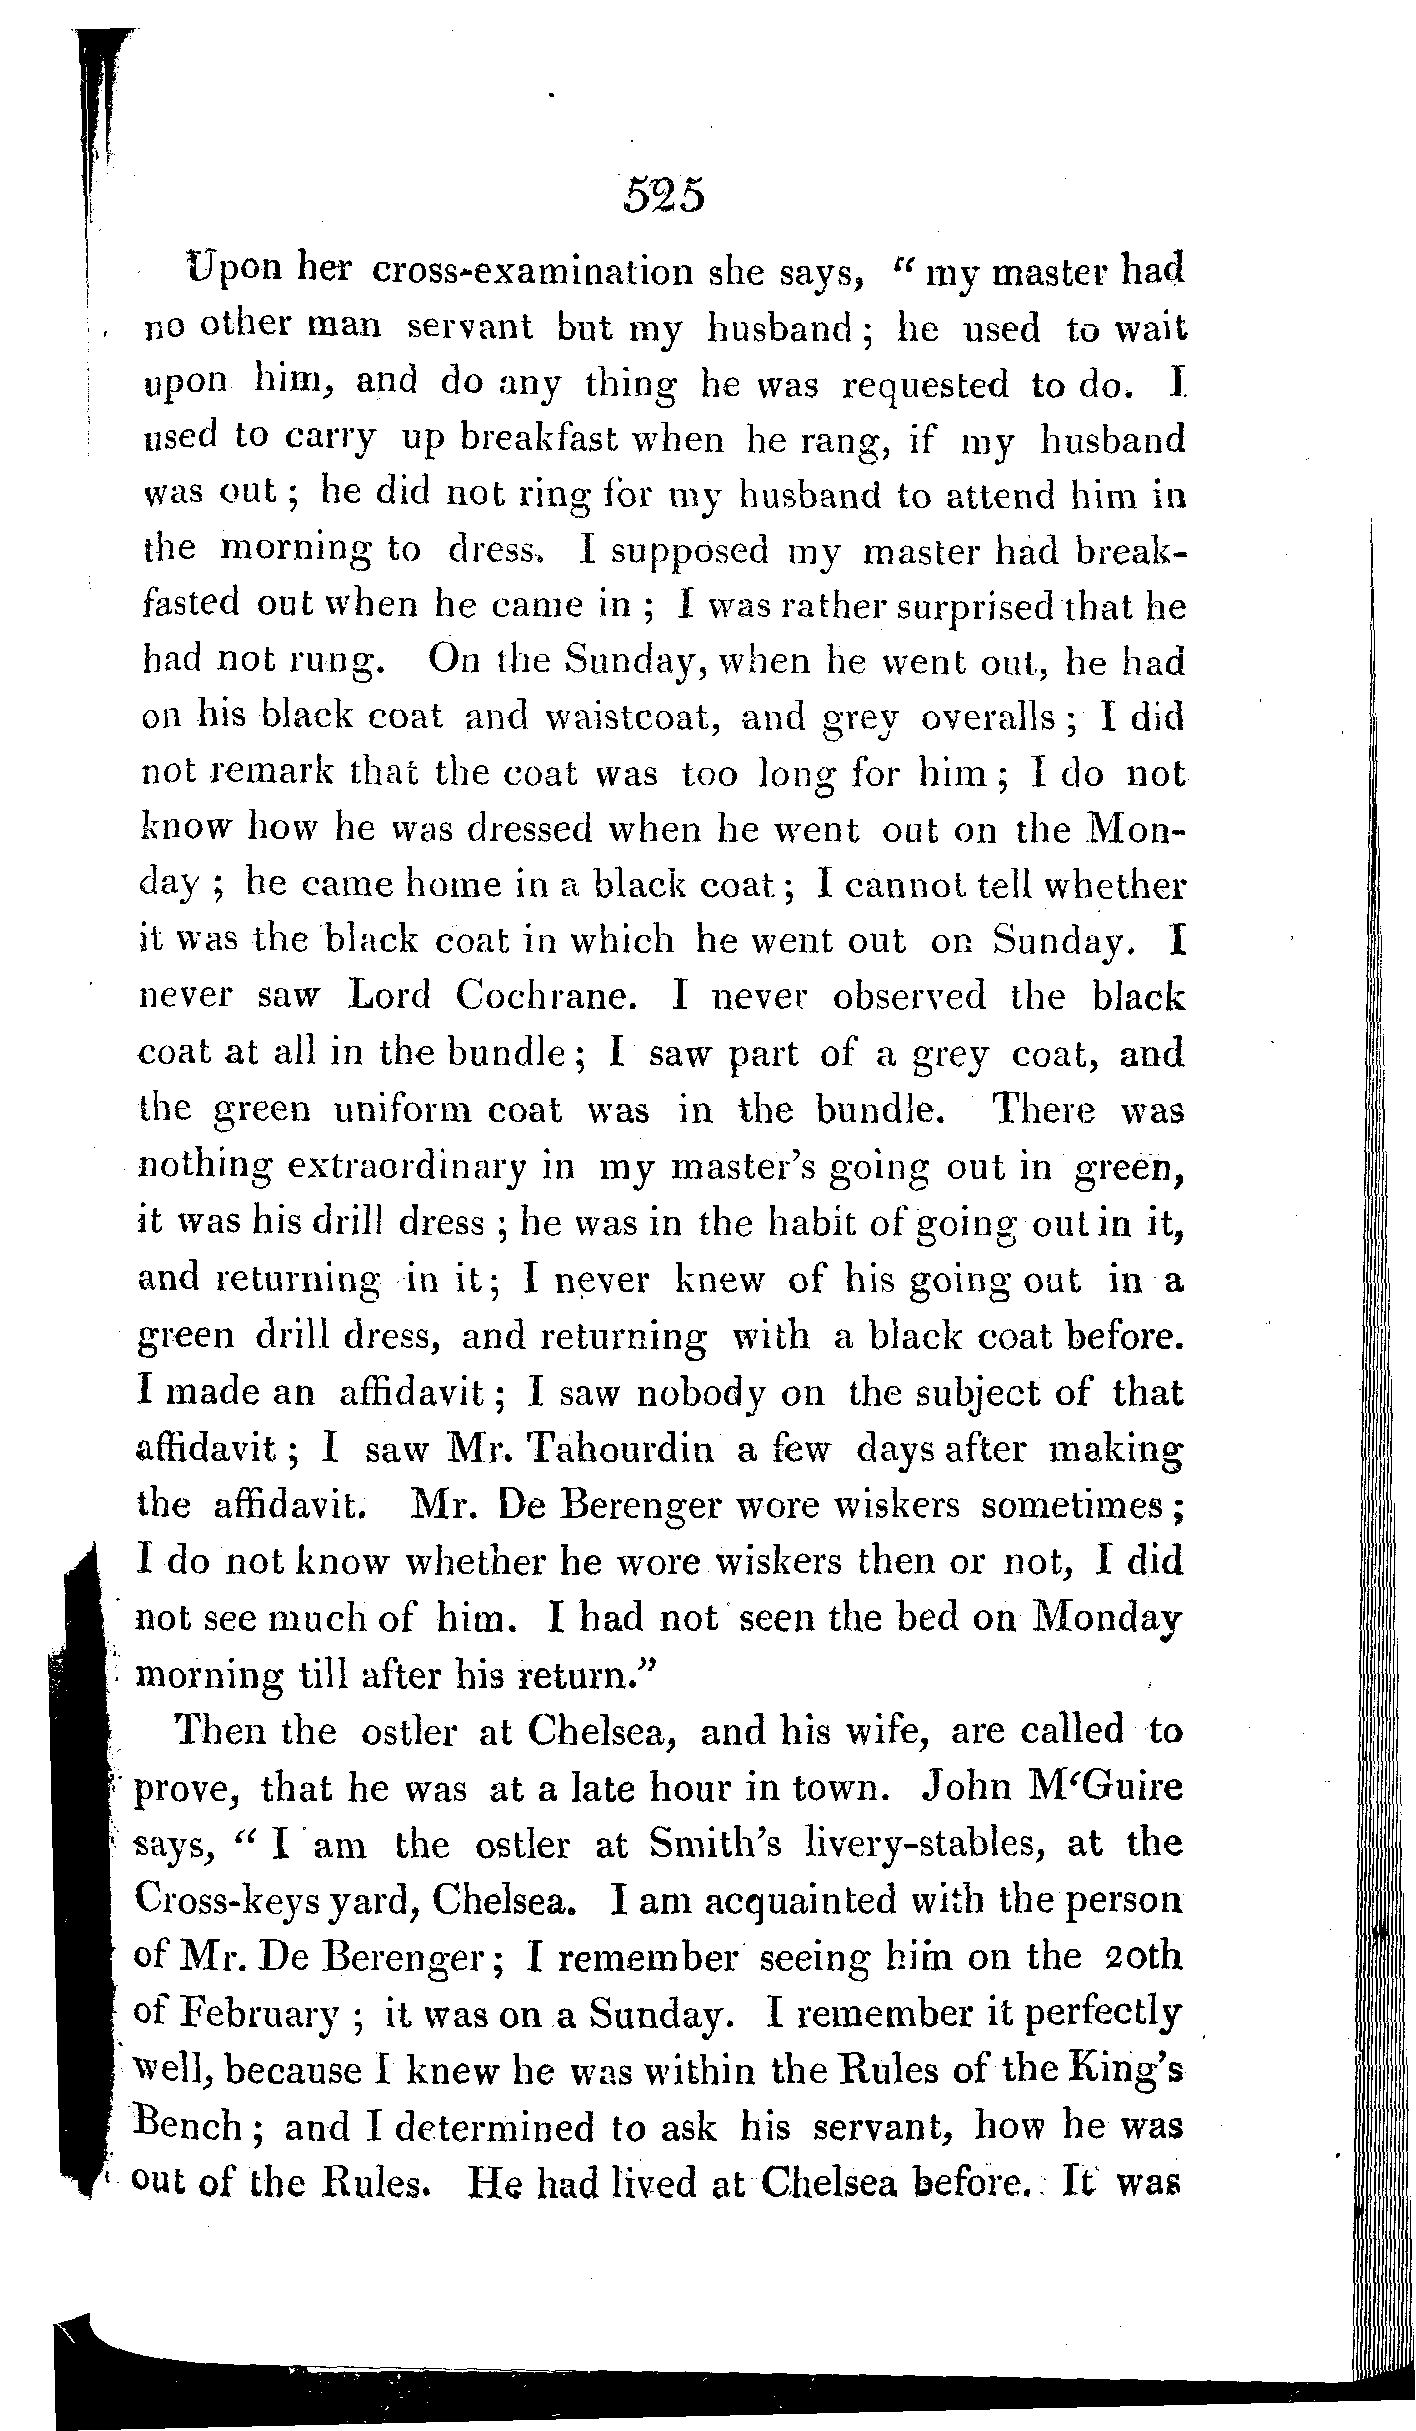 525
Upon her cross-examination she says, “ my master had
no other man servant but my husband ; he used to wait
upon him, and do any thing he was requested to do. I
used to carry up breakfast when he rang, if my husband
was out ; he did not ring for my husband to attend him in
the morning to dress. I supposed my master had break-
fasted out when he came in ; I was rather surprised that he
had not rung. On the Sunday, when he went out, he had
on his black coat and waistcoat, and grey overalls ; I did
not remark that the coat was too long for him ; I do not
know how he was dressed when he went out on the Mon-
day ; he came home in a black coat ; I cannot tell whether
it was the black coat in which he went out on Sunday. I
never saw Lord Cochrane. I never observed the black
coat at all in the bundle ; I saw part of a grey coat, and
the green uniform coat was in the bundle. There was
nothing extraordinary in my master’s going out in green,
it was his drill dress ; he was in the habit of going out in it,
and returning in it ; I never knew of his going out in a
green drill dress, and returning with a black coat before.
I made an affidavit ; I saw nobody on the subject of that
affidavit ; I saw Mr. Tahourdin a few days after making
the affidavit. Mr. De Berenger wore wiskers sometimes ;
I do not know whether he wore wiskers then or not, I did
not see much of him. I had not seen the bed on Monday
morning till after his return.”
Then the ostler at Chelsea, and his wife, are called to
prove, that he was at a late hour in town. John M‘Guire
says, “ I am the ostler at Smith’s livery-stables, at the
Cross-keys yard, Chelsea. I am acquainted with the person
of Mr. De Berenger ; I remember seeing him on the 20th
of February ; it was on a Sunday. I remember it perfectly
well, because I knew he was within the Rules of the King’s
Bench ; and I determined to ask his servant, how he was
out of the Rules. He had lived at Chelsea before. It was